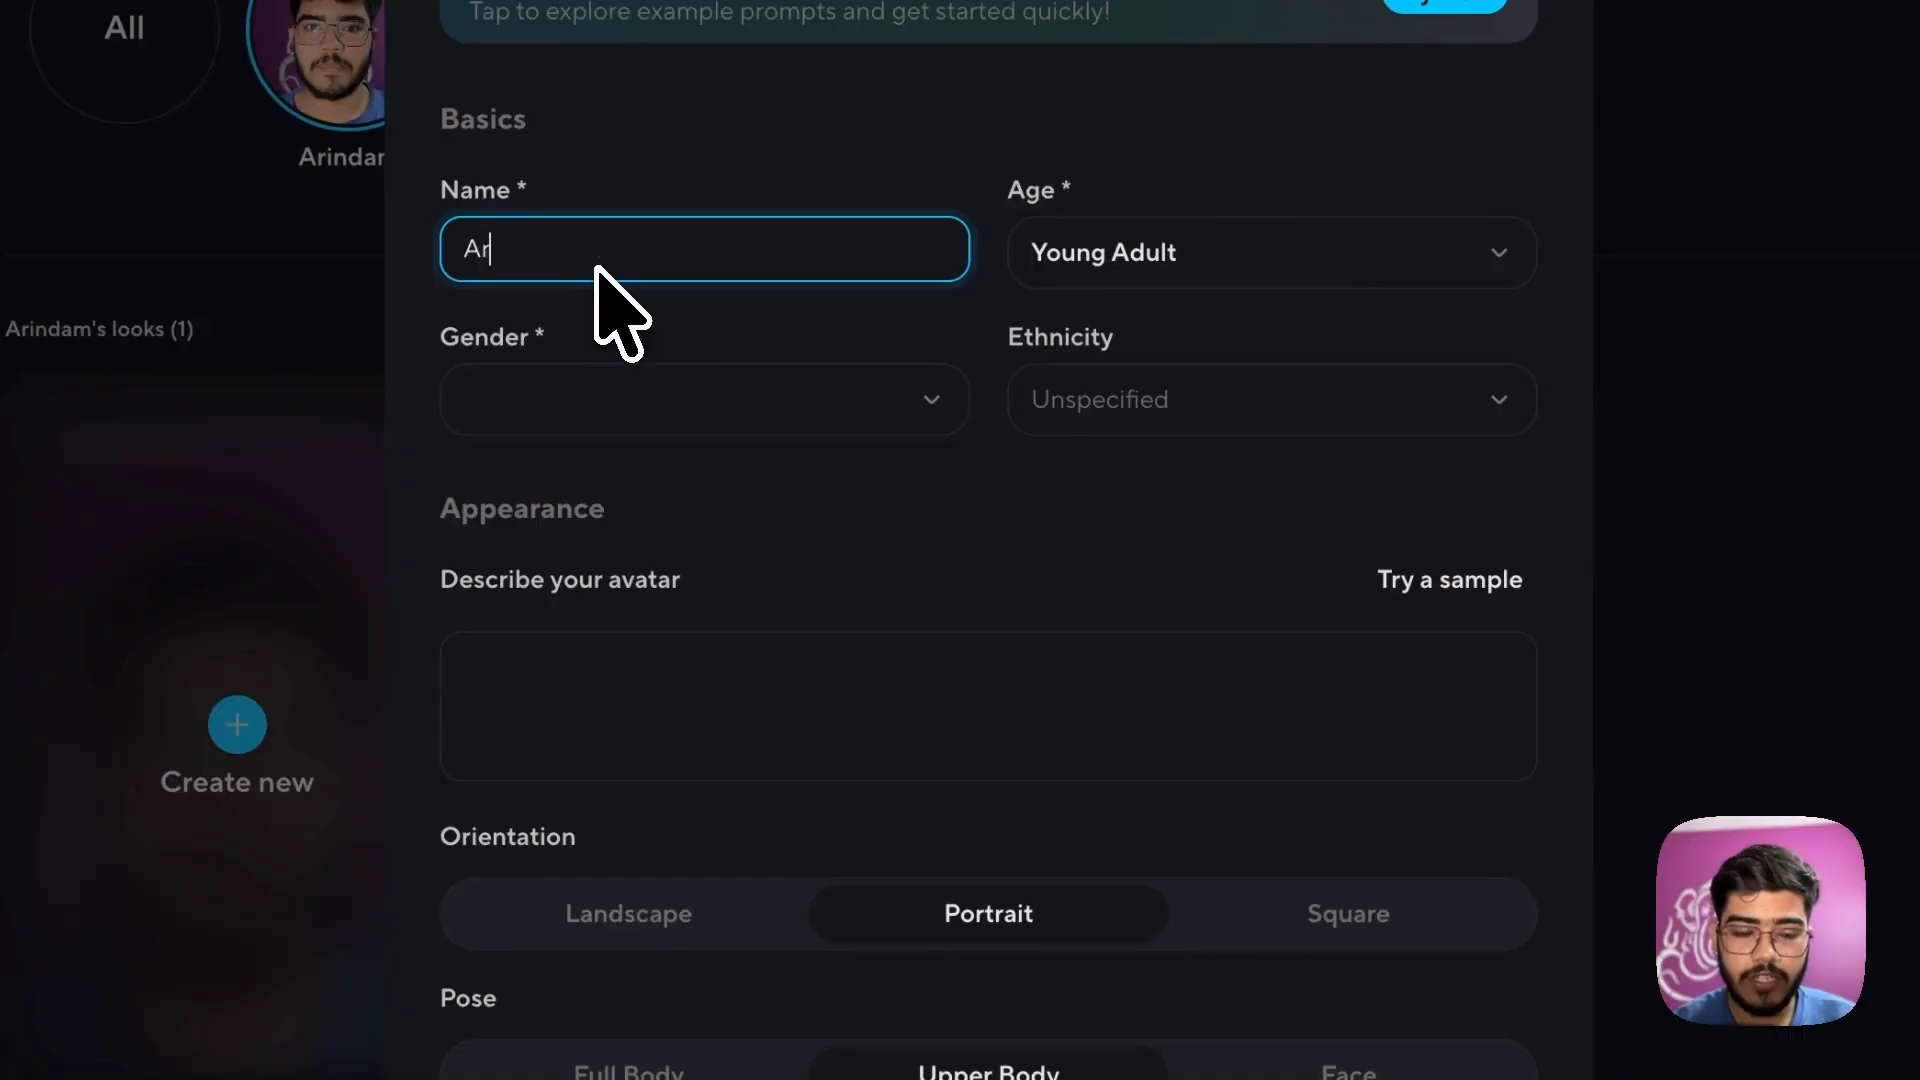 Tap to explore example prompts and get started quickly!
All
Arindar
Basics
Name *
Age *
Ar
Young Adult
Arindam's looks (1)
Gender *
Ethnicity
Unspecified
Appearance
Describe your avatar
Try a sample
Create new
Orientation
Landscape
Portrait
Square
Pose
Full Body
Upper Body
Face